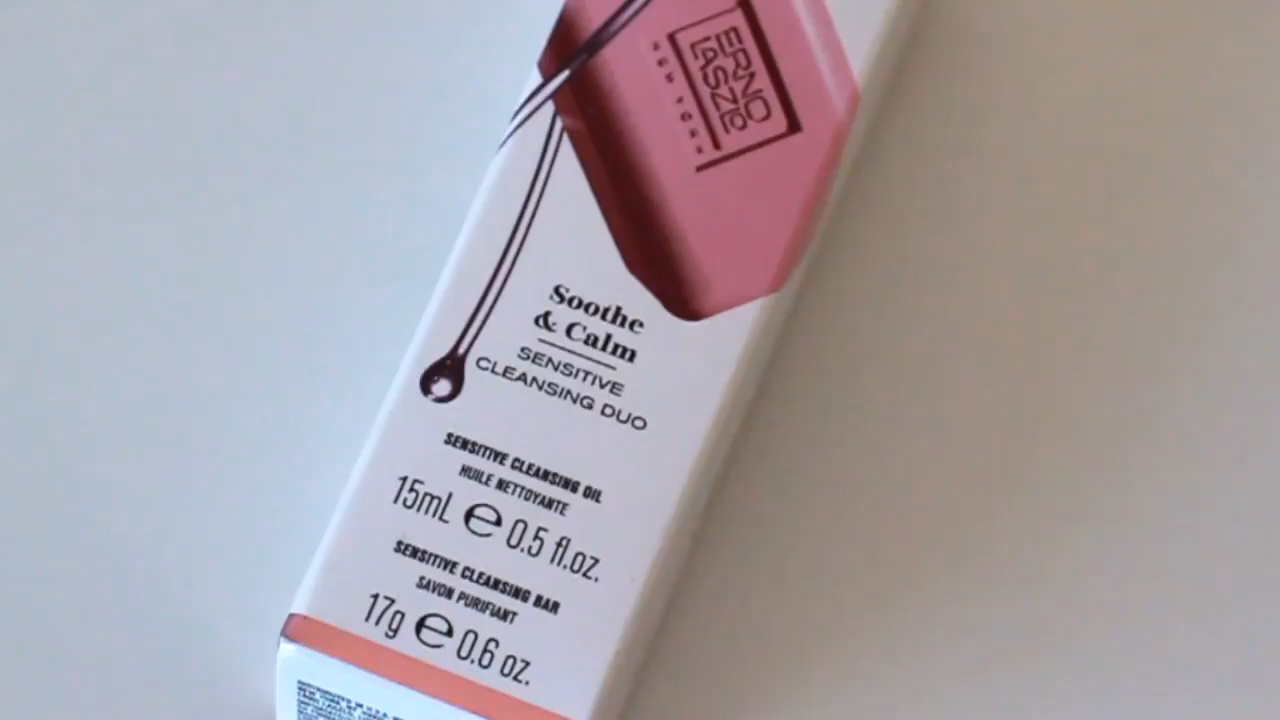 ERNO
LASZLO
NEW YORK
Soothe
& Calm
SENSITIVE
CLEANSING DUO
SENSITIVE CLEANSING OIL
HUILE NETTOYANTE
15mL ℮ 0.5 fl.oz.
SENSITIVE CLEANSING BAR
SAVON PURIFIANT
17g ℮ 0.6 oz.